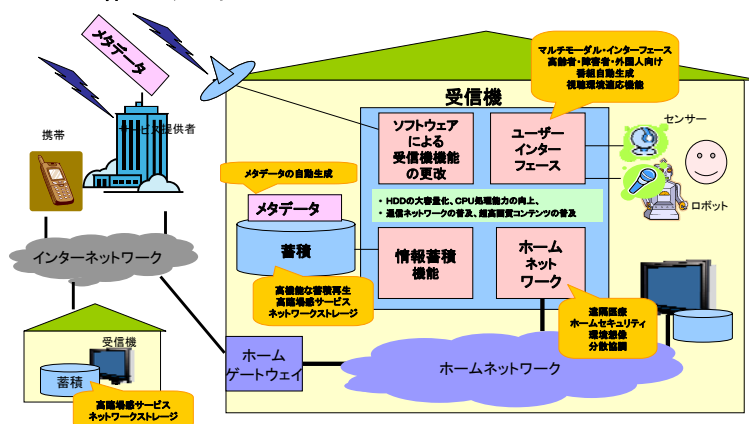 メタデータ
サービス提供者
携帯
インターネットワーク
受信機
蓄積
高臨場感サービス
ネットワークストレージ
受信機
マルチモーダル・インターフェース
高齢者・障害者・外国人向け
番組自動生成
視聴環境適応機能
ソフトウェア
による
受信機機能
の更改
ユーザー
インター
フェース
センサー
ロボット
メタデータの自動生成
メタデータ
蓄積
高機能な蓄積再生
高臨場感サービス
ネットワークストレージ
・ HDDの大容量化、CPU処理能力の向上、
・ 通信ネットワークの普及、超高画質コンテンツの普及
情報蓄積
機能
ホーム
ネット
ワーク
遠隔医療
ホームセキュリティ
環境想像
分散協調
ホーム
ゲートウェイ
ホームネットワーク